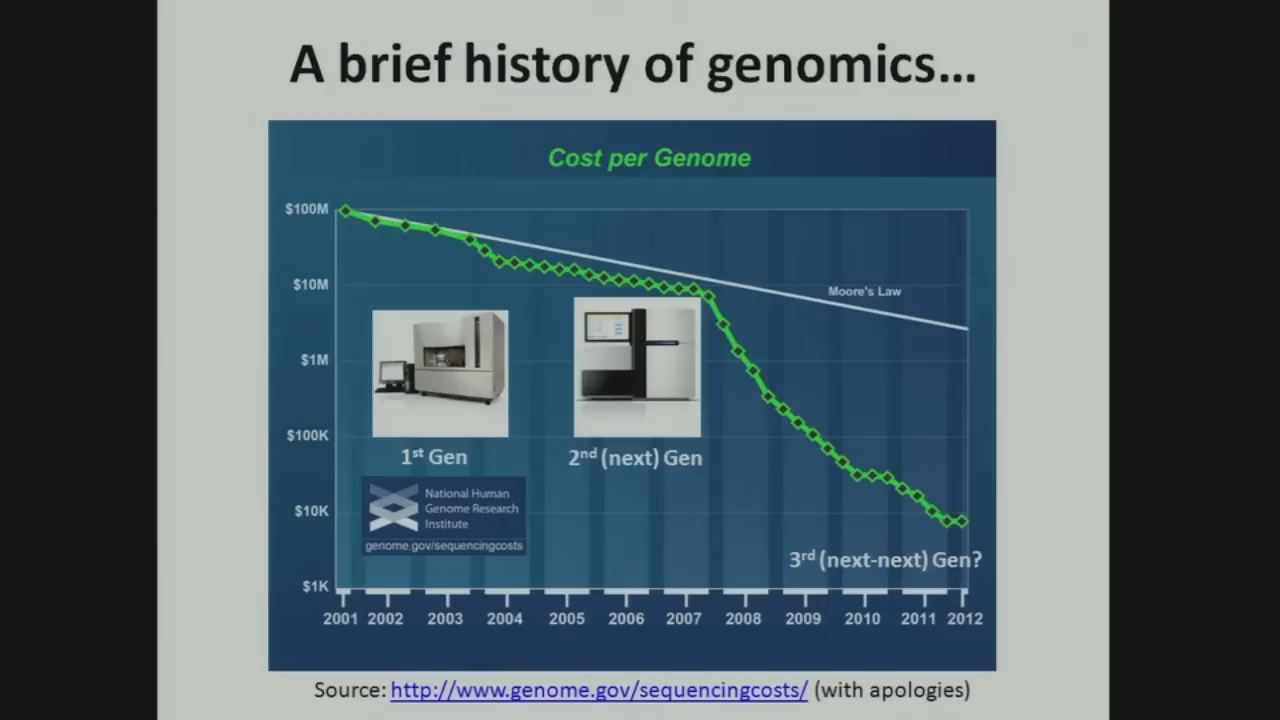 A brief history of genomics...
Cost per Genome
$100M
$10M
$1M
$100K
$10K
$1K
Moore's Law
1st Gen
2nd (next) Gen
3rd (next-next) Gen?
National Human
Genome Research
Institute
genome.gov/sequencingcosts
2001 2002 2003 2004 2005 2006 2007 2008 2009 2010 2011 2012
Source: http://www.genome.gov/sequencingcosts/ (with apologies)